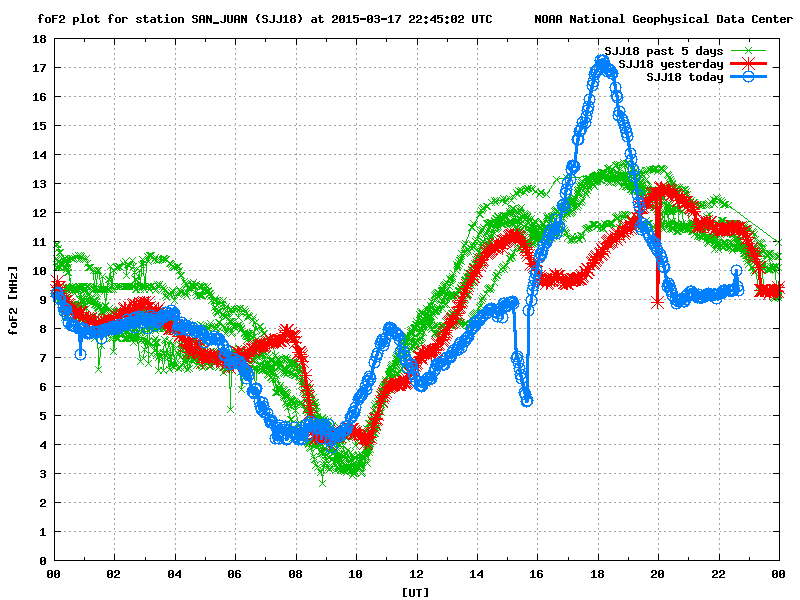 foF2 plot for station SAN_JUAN (SJJ18) at 2015-03-17 22:45:02 UTC NOAA National Geophysical Data Center
SJJ18 past 5 days
SJJ18 yesterday
SJJ18 today
18
17
16
15
14
13
12
11
10
9
8
7
6
5
4
3
2
1
0
foF2 [MHz]
00 02 04 06 08 10 12 14 16 18 20 22 00
[UT]